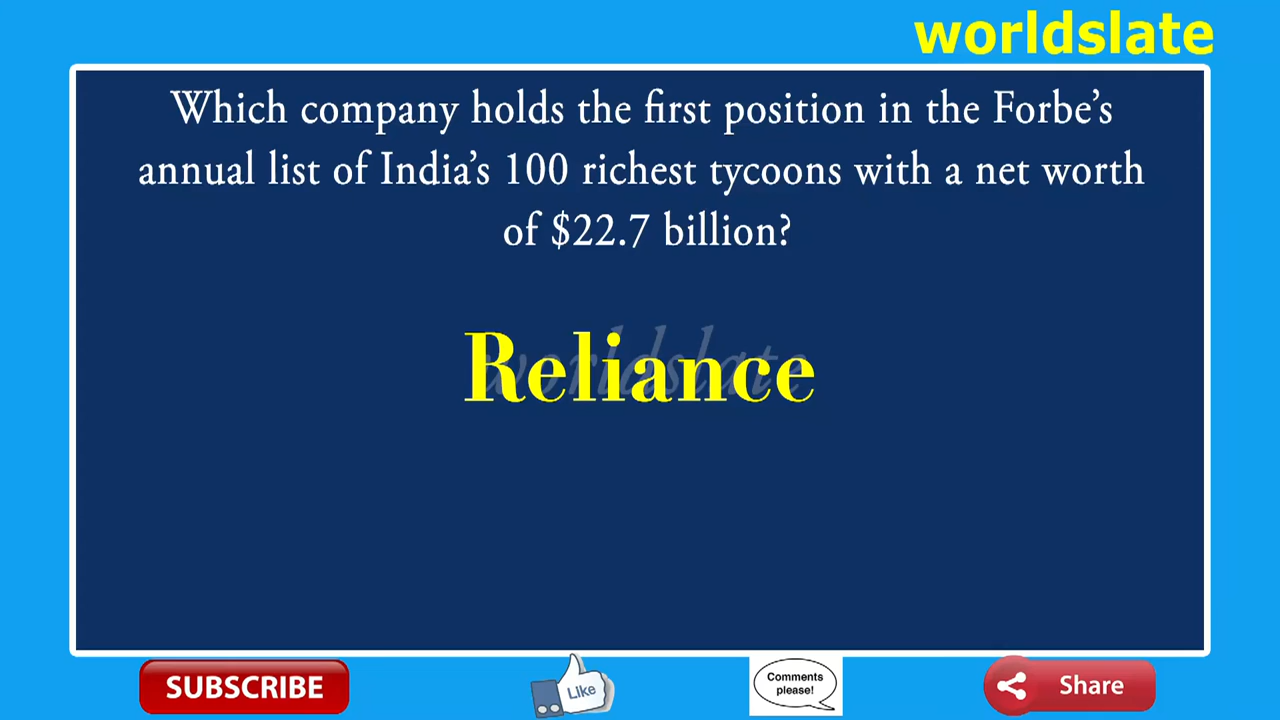 worldslate
Which company holds the first position in the Forbe’s
annual list of India’s 100 richest tycoons with a net worth
of $22.7 billion?
worldslate
Reliance
SUBSCRIBE
Like
Comments
please!
Share